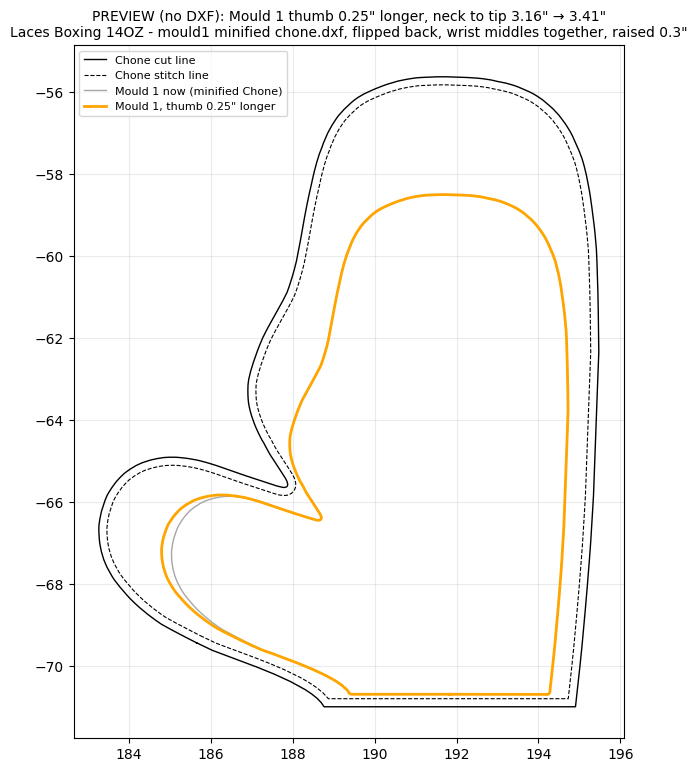 PREVIEW (no DXF): Mould 1 thumb 0.25" longer, neck to tip 3.16" → 3.41"
Laces Boxing 14OZ - mould1 minified chone.dxf, flipped back, wrist middles together, raised 0.3"
Chone cut line
Chone stitch line
Mould 1 now (minified Chone)
Mould 1, thumb 0.25" longer
−56
−58
−60
−62
−64
−66
−68
−70
184
186
188
190
192
194
196